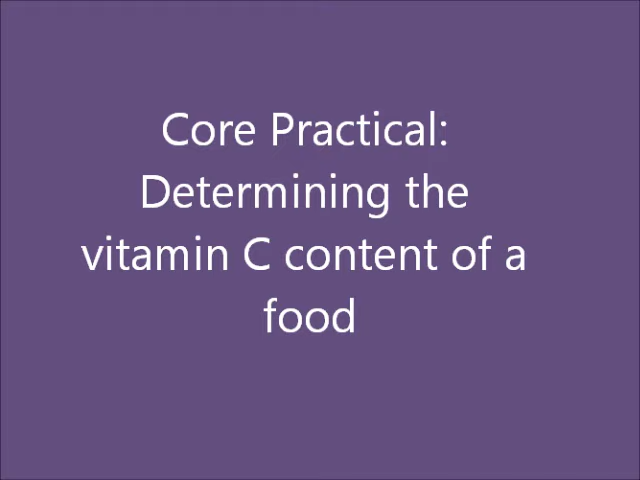 Core Practical:
Determining the
vitamin C content of a
food